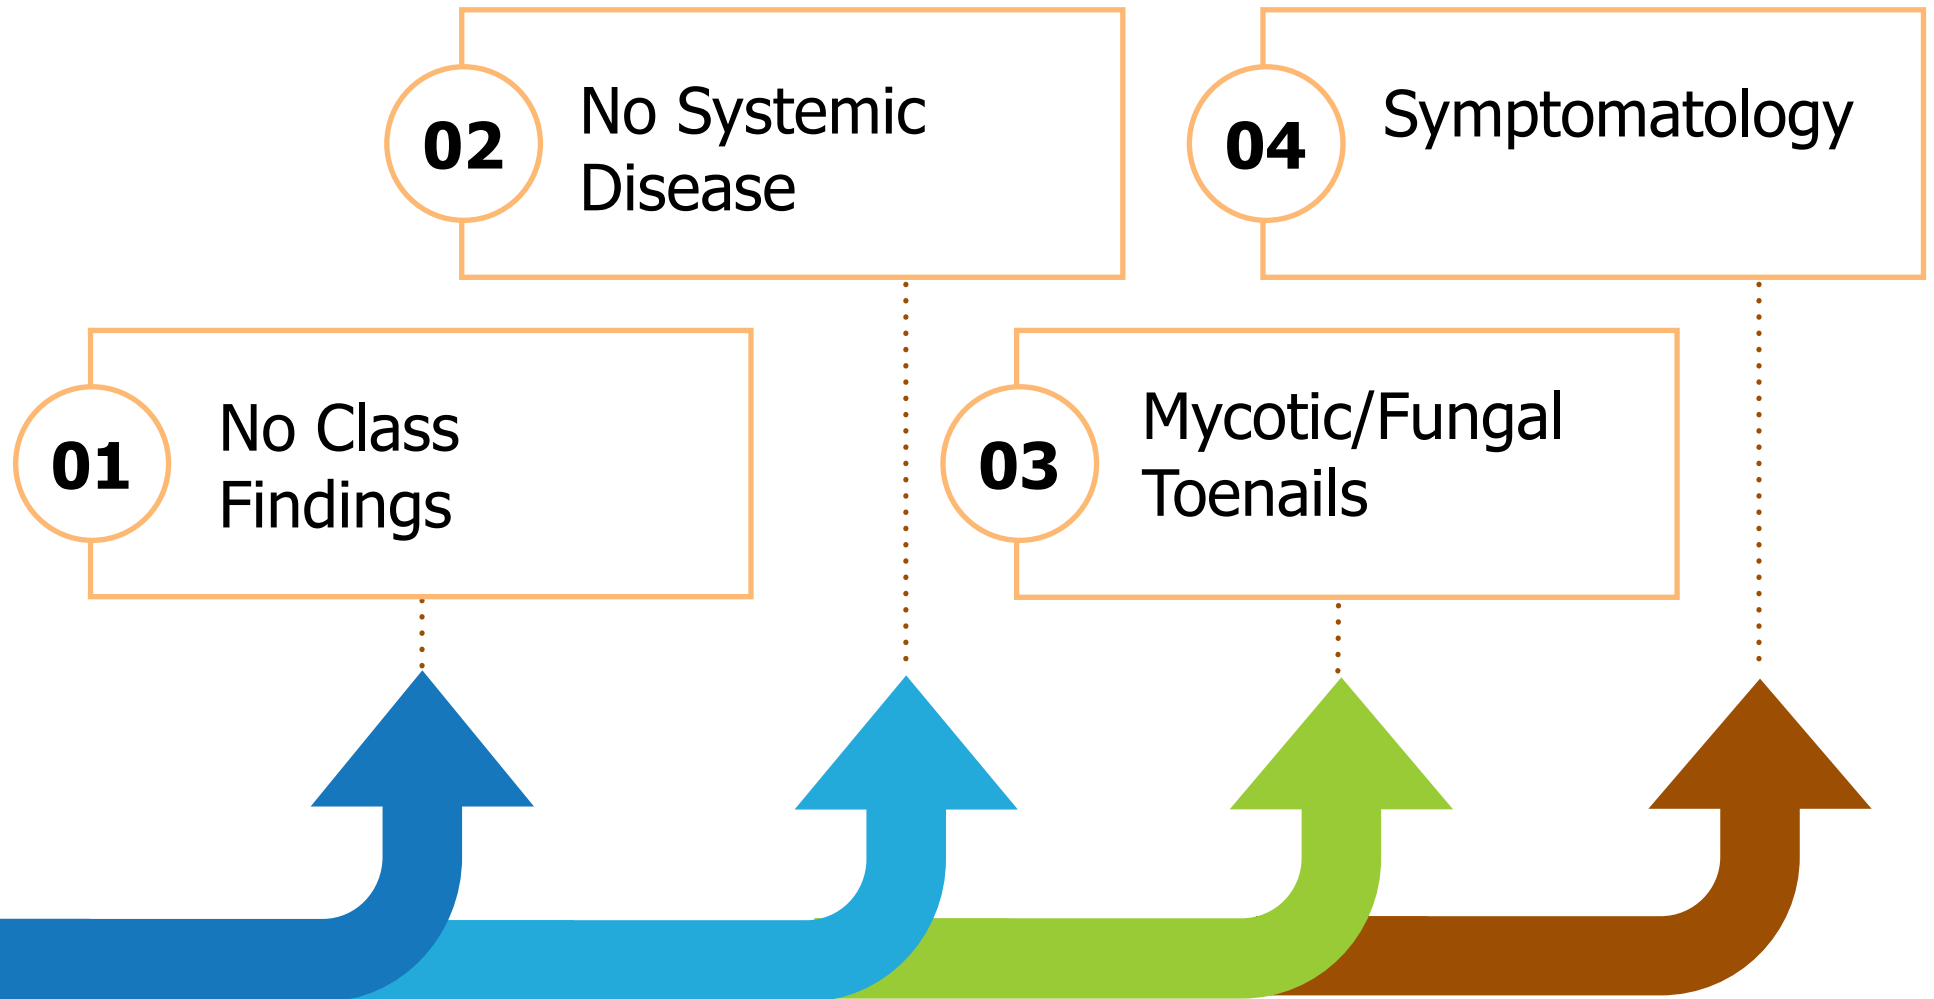 01
No Class
Findings
02
No Systemic
Disease
03
Mycotic/Fungal
Toenails
04
Symptomatology